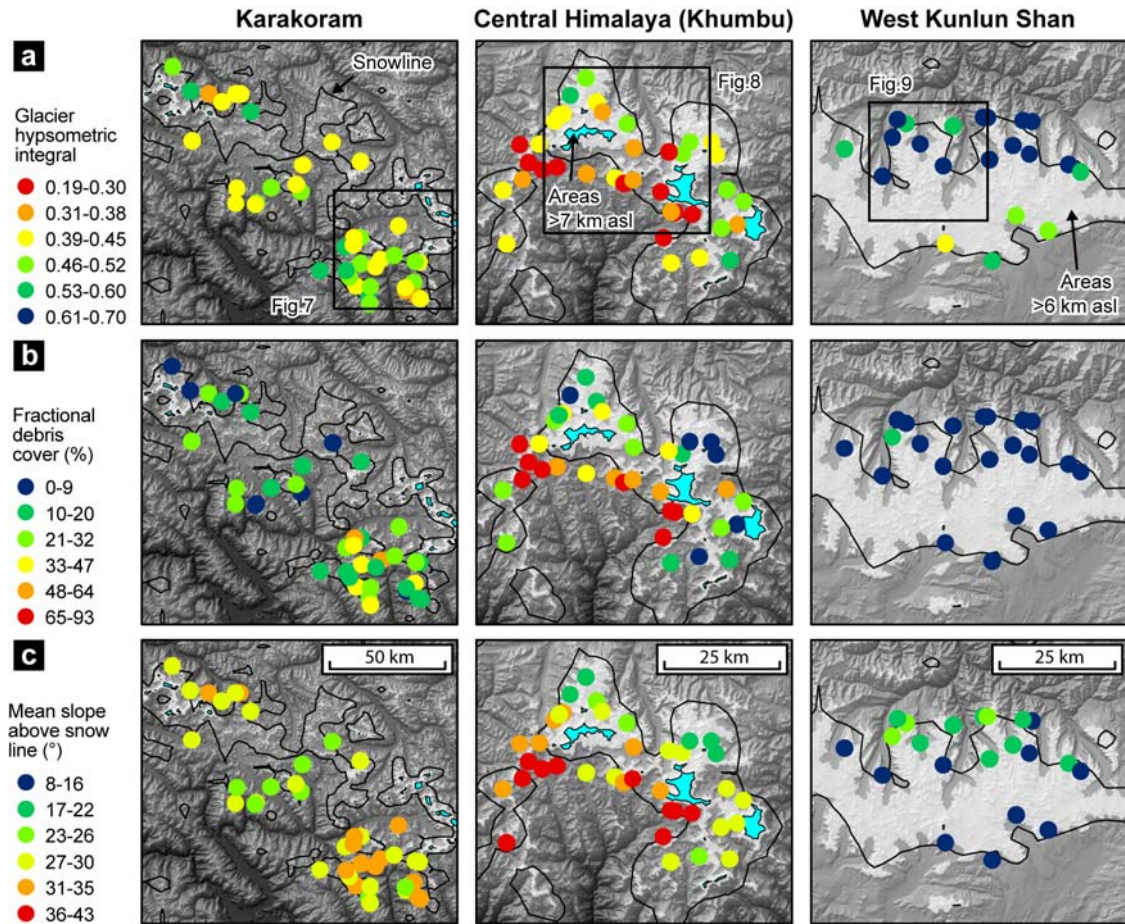 Karakoram
Central Himalaya (Khumbu)
West Kunlun Shan
a
Glacier
hypsometric
integral
0.19-0.30
0.31-0.38
0.39-0.45
0.46-0.52
0.53-0.60
0.61-0.70
Snowline
Fig.7
Fig.8
Areas
>7 km asl
Fig.9
Areas
>6 km asl
b
Fractional
debris
cover (%)
0-9
10-20
21-32
33-47
48-64
65-93
c
Mean slope
above snow
line (°)
8-16
17-22
23-26
27-30
31-35
36-43
50 km
25 km
25 km